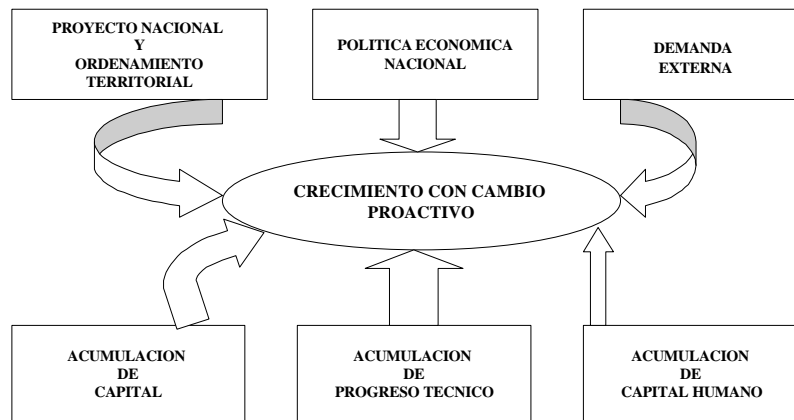 PROYECTO NACIONAL
Y
ORDENAMIENTO
TERRITORIAL
POLITICA ECONOMICA
NACIONAL
DEMANDA
EXTERNA
CRECIMIENTO CON CAMBIO
PROACTIVO
ACUMULACION
DE
CAPITAL
ACUMULACION
DE
PROGRESO TECNICO
ACUMULACION
DE
CAPITAL HUMANO